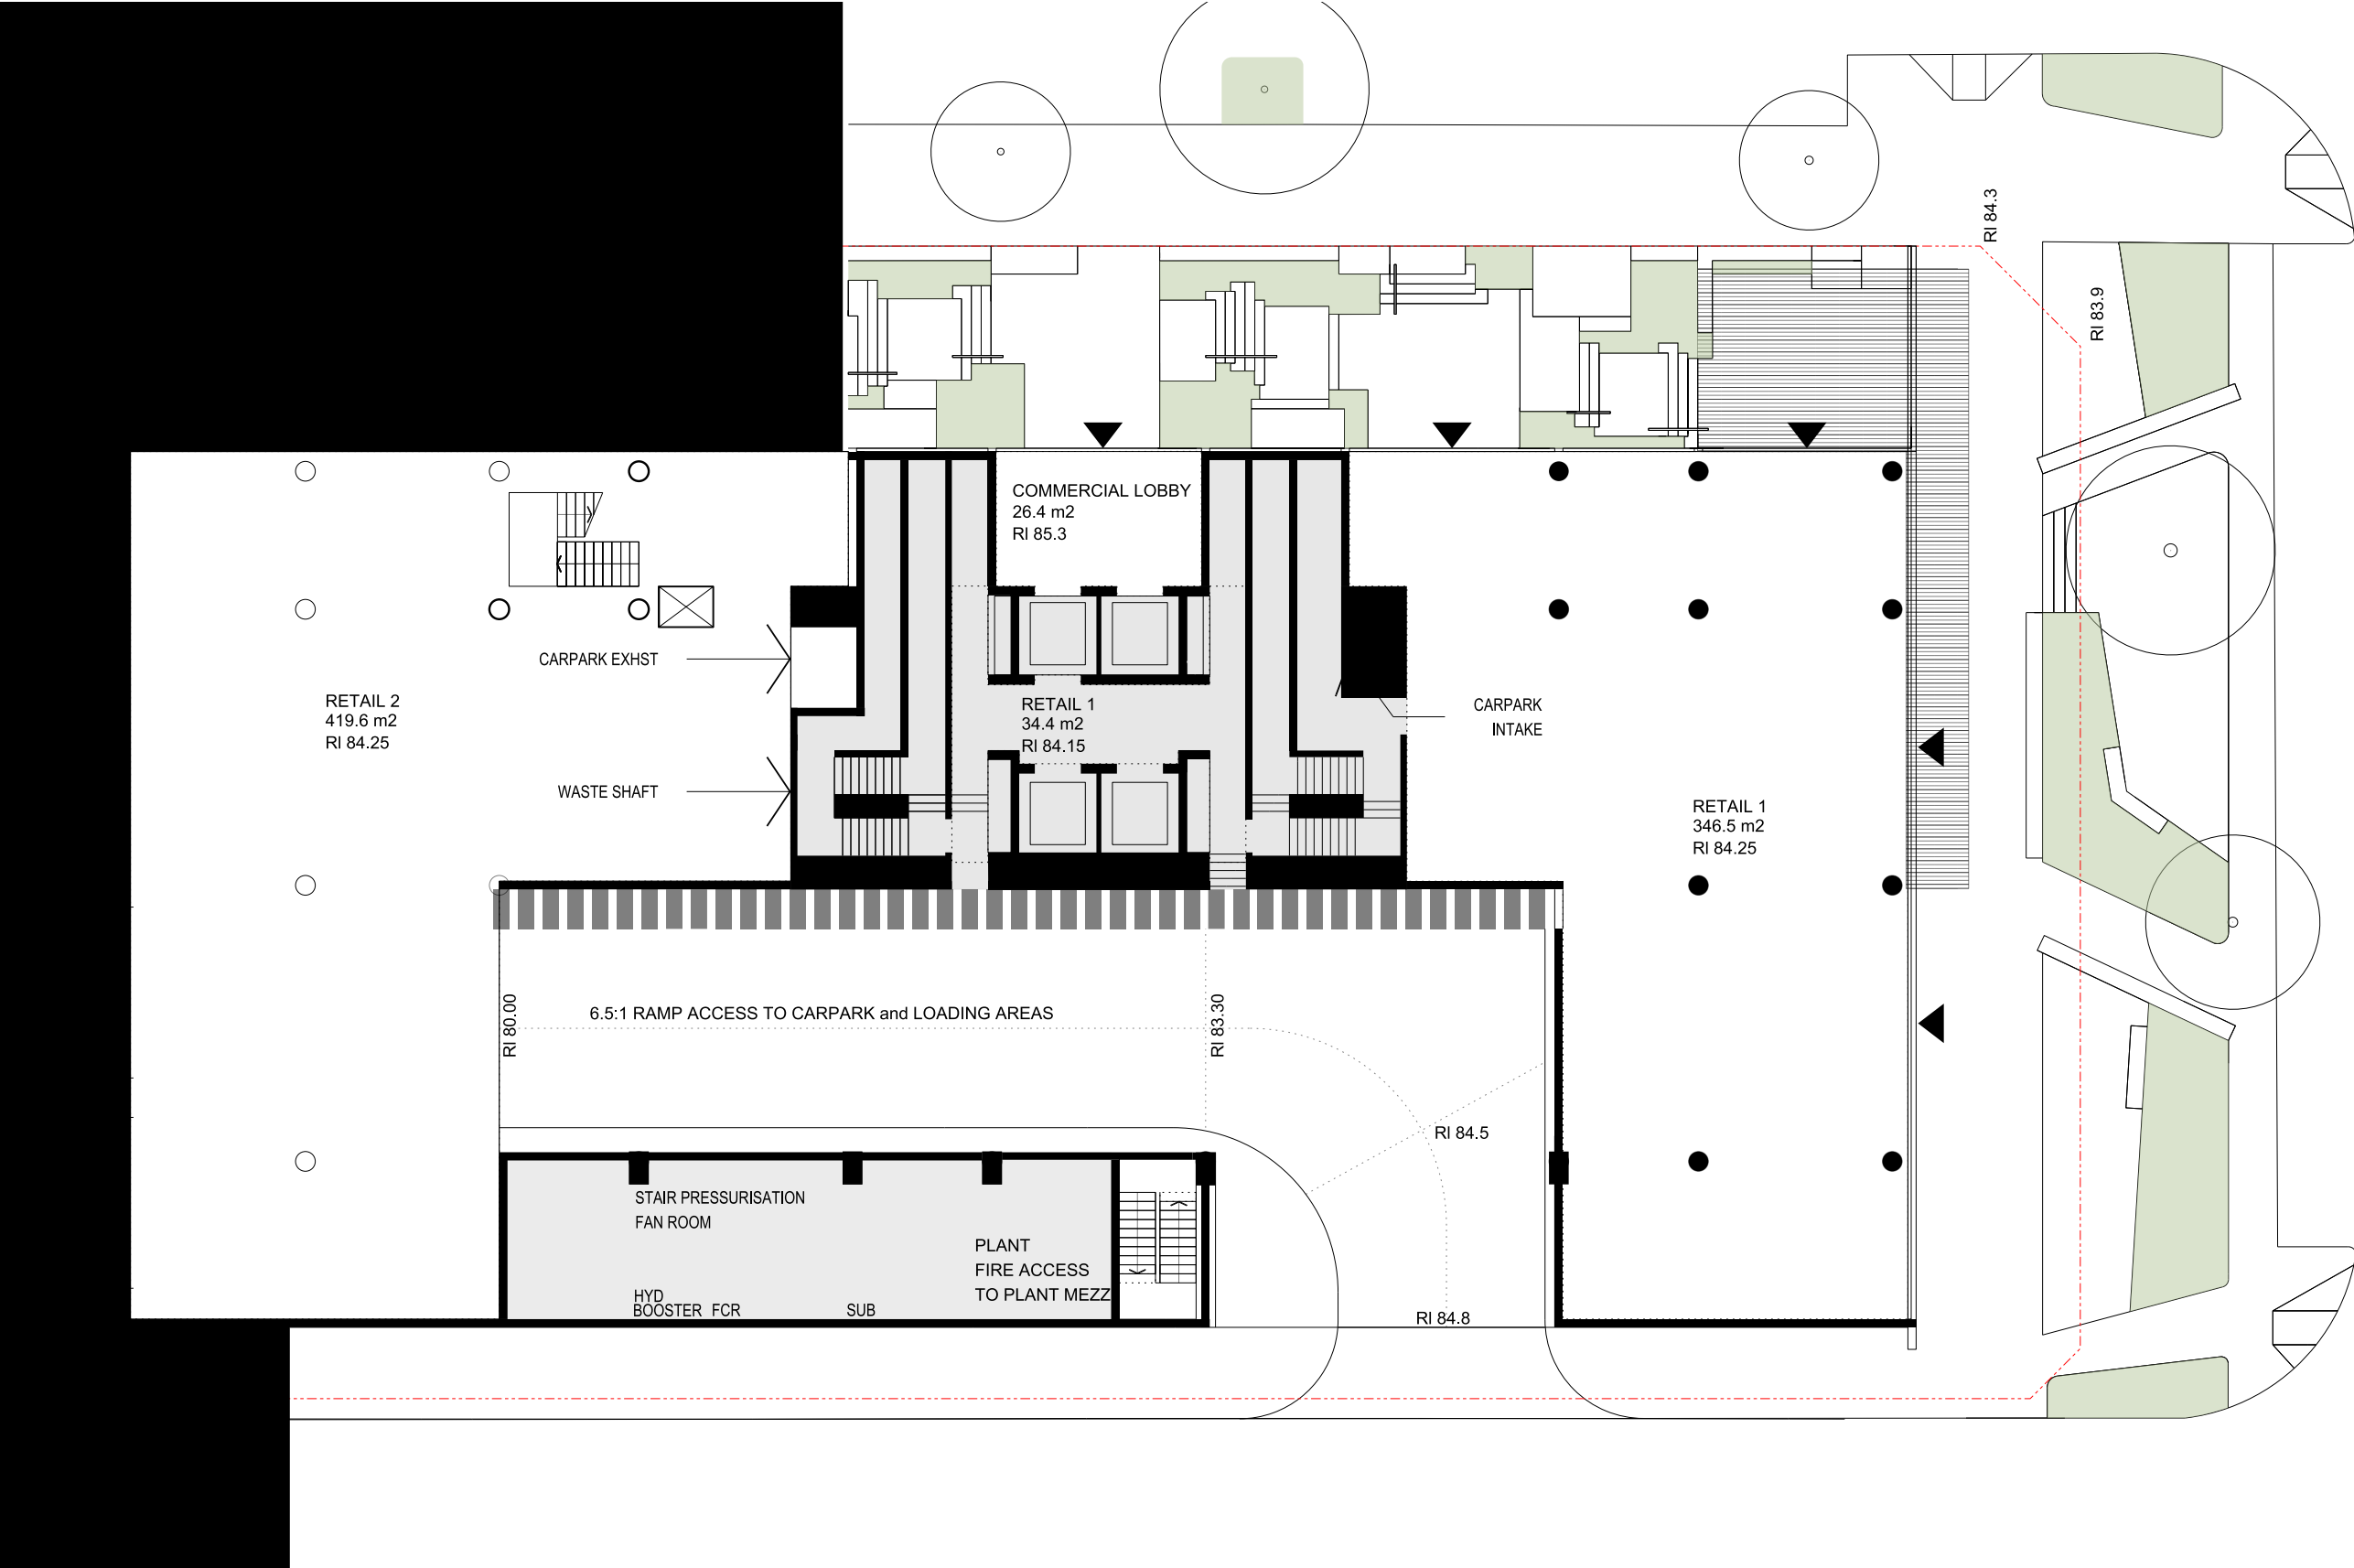 RI 84.3
RI 83.9
COMMERCIAL LOBBY
26.4 m2
RI 85.3
CARPARK EXHST
RETAIL 2
419.6 m2
RI 84.25
RETAIL 1
34.4 m2
RI 84.15
CARPARK
INTAKE
WASTE SHAFT
RETAIL 1
346.5 m2
RI 84.25
RI 80.00
6.5:1 RAMP ACCESS TO CARPARK and LOADING AREAS
RI 83.30
RI 84.5
STAIR PRESSURISATION
FAN ROOM
PLANT
FIRE ACCESS
TO PLANT MEZZ
HYD
BOOSTER FCR
SUB
RI 84.8